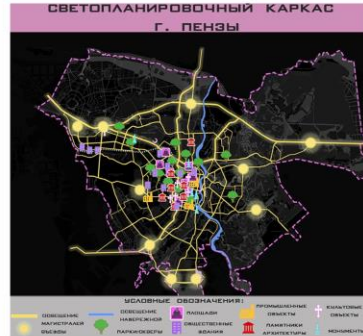 СВЕТОПЛАНИРОВОЧНЫЙ КАРКАС
Г. ПЕНЗЫ
УСЛОВНЫЕ ОБОЗНАЧЕНИЯ:
ОСВЕЩЕНИЕ
МАГИСТРАЛЕЙ
ВЪЕЗДЫ
ОСВЕЩЕНИЕ
НАБЕРЕЖНОЙ
ПАРКИ-СКВЕРЫ
ПЛОЩАДИ
ОБЩЕСТВЕННЫЕ
ЗДАНИЯ
ПРОМЫШЛЕННЫЕ
ОБЪЕКТЫ
ПАМЯТНИКИ
АРХИТЕКТУРЫ
КУЛЬТОВЫЕ
ОБЪЕКТЫ
МОНУМЕНТЫ